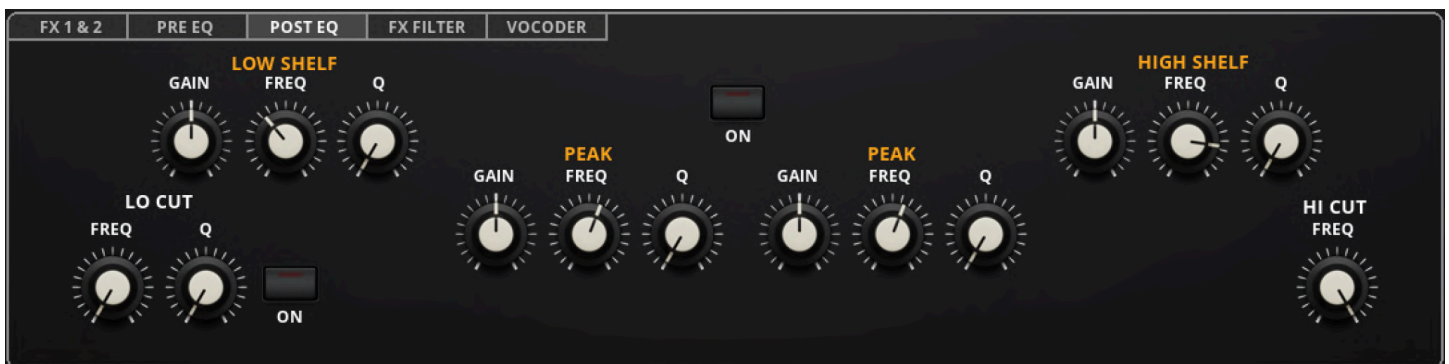 FX 1 & 2 PRE EQ POST EQ FX FILTER VOCODER
LOW SHELF
GAIN FREQ Q
LO CUT
FREQ Q
ON
ON
PEAK
GAIN FREQ Q
PEAK
GAIN FREQ Q
HIGH SHELF
GAIN FREQ Q
HI CUT
FREQ